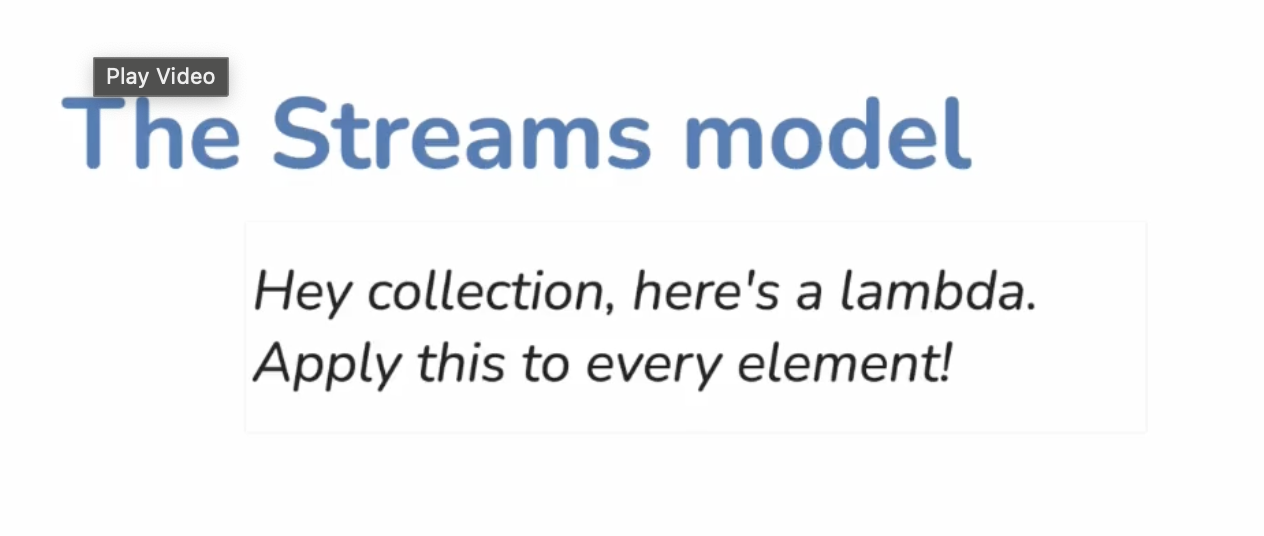 Play Video
The Streams model
Hey collection, here's a lambda.
Apply this to every element!